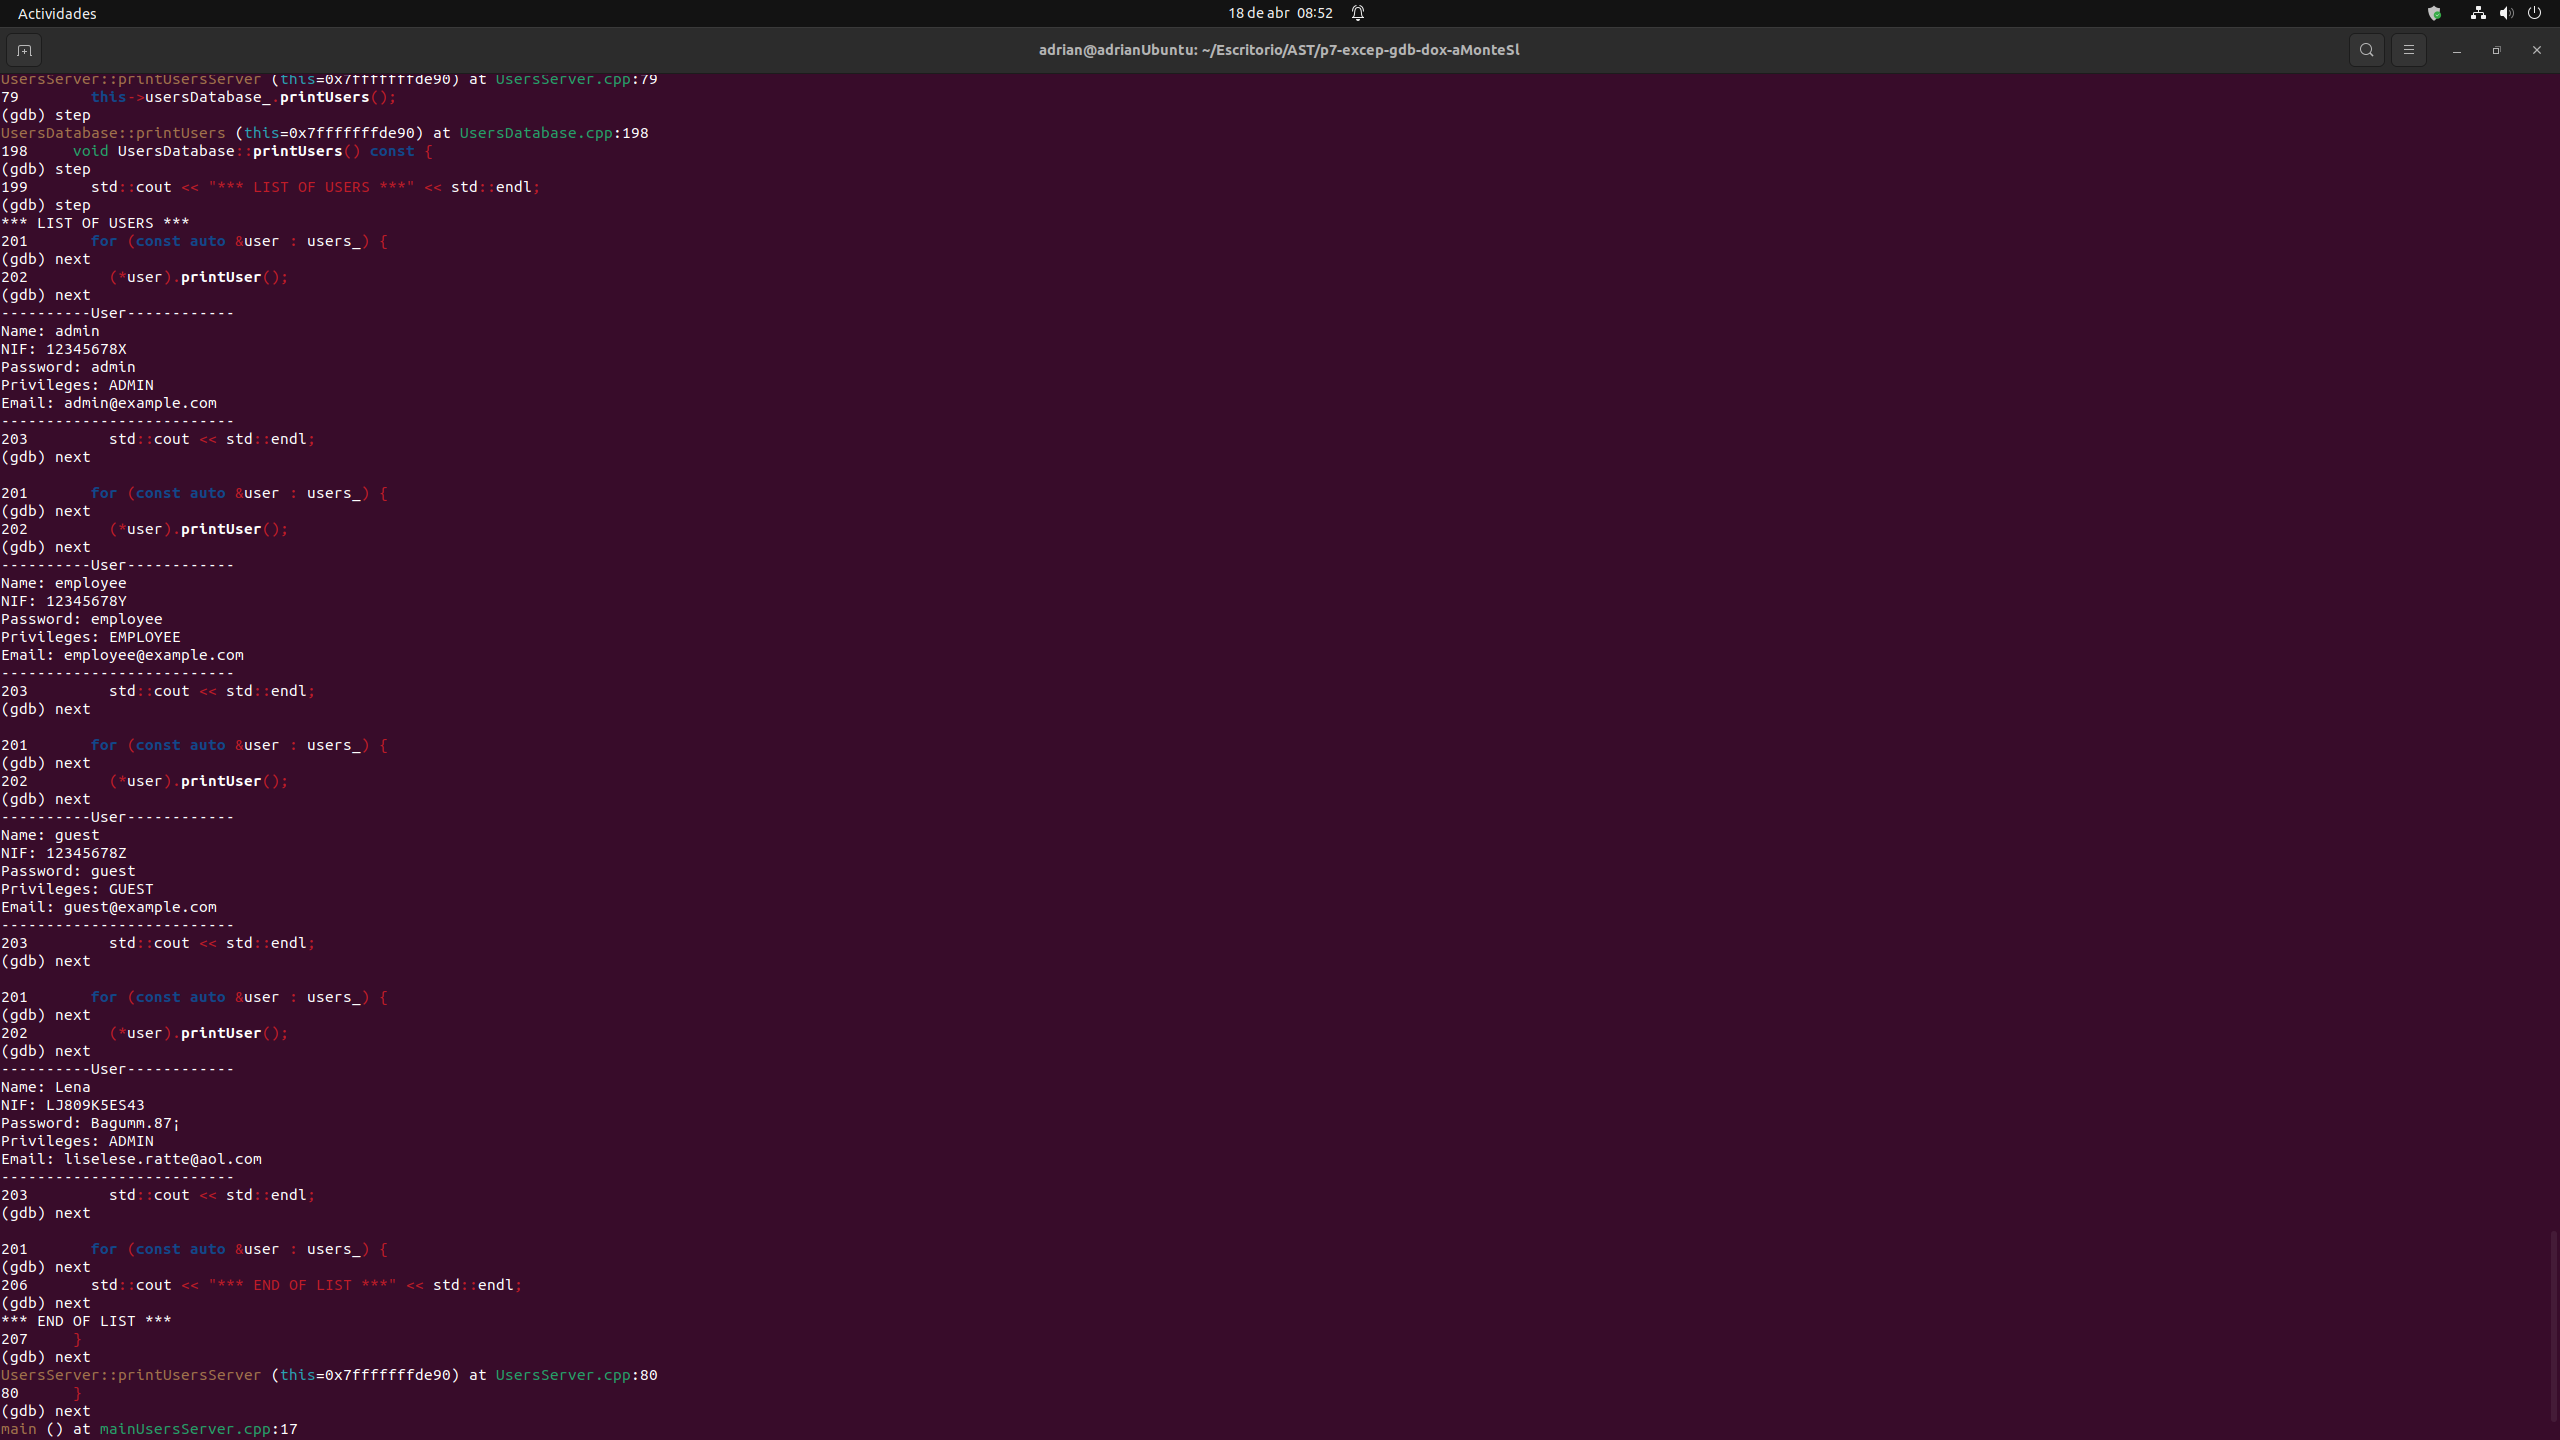 Actividades
18 de abr 08:52
adrian@adrianUbuntu: ~/Escritorio/AST/p7-excep-gdb-dox-aMonteSl
UsersServer::printUsersServer (this=0x7fffffffde90) at UsersServer.cpp:79
79        this->usersDatabase_.printUsers();
(gdb) step
UsersDatabase::printUsers (this=0x7fffffffde90) at UsersDatabase.cpp:198
198     void UsersDatabase::printUsers() const {
(gdb) step
199       std::cout << "*** LIST OF USERS ***" << std::endl;
(gdb) step
*** LIST OF USERS ***
201       for (const auto &user : users_) {
(gdb) next
202         (*user).printUser();
(gdb) next
----------User------------
Name: admin
NIF: 12345678X
Password: admin
Privileges: ADMIN
Email: admin@example.com
--------------------------
203         std::cout << std::endl;
(gdb) next

201       for (const auto &user : users_) {
(gdb) next
202         (*user).printUser();
(gdb) next
----------User------------
Name: employee
NIF: 12345678Y
Password: employee
Privileges: EMPLOYEE
Email: employee@example.com
--------------------------
203         std::cout << std::endl;
(gdb) next

201       for (const auto &user : users_) {
(gdb) next
202         (*user).printUser();
(gdb) next
----------User------------
Name: guest
NIF: 12345678Z
Password: guest
Privileges: GUEST
Email: guest@example.com
--------------------------
203         std::cout << std::endl;
(gdb) next

201       for (const auto &user : users_) {
(gdb) next
202         (*user).printUser();
(gdb) next
----------User------------
Name: Lena
NIF: LJ809K5ES43
Password: Bagumm.87¡
Privileges: ADMIN
Email: liselese.ratte@aol.com
--------------------------
203         std::cout << std::endl;
(gdb) next

201       for (const auto &user : users_) {
(gdb) next
206       std::cout << "*** END OF LIST ***" << std::endl;
(gdb) next
*** END OF LIST ***
207     }
(gdb) next
UsersServer::printUsersServer (this=0x7fffffffde90) at UsersServer.cpp:80
80      }
(gdb) next
main () at mainUsersServer.cpp:17